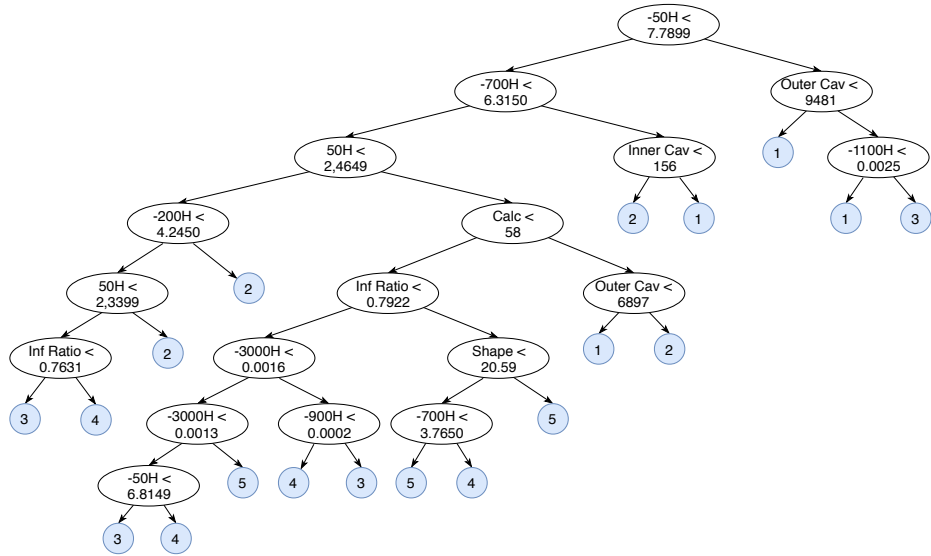 -50H <
7.7899
-700H <
6.3150
Outer Cav <
9481
50H <
2,4649
Inner Cav <
156
1
-1100H <
0.0025
-200H <
4.2450
Calc <
58
2
1
1
3
50H <
2,3399
2
Inf Ratio <
0.7922
Outer Cav <
6897
Inf Ratio <
0.7631
2
-3000H <
0.0016
Shape <
20.59
1
2
3
4
-3000H <
0.0013
-900H <
0.0002
-700H <
3.7650
5
-50H <
6.8149
5
4
3
5
4
3
4